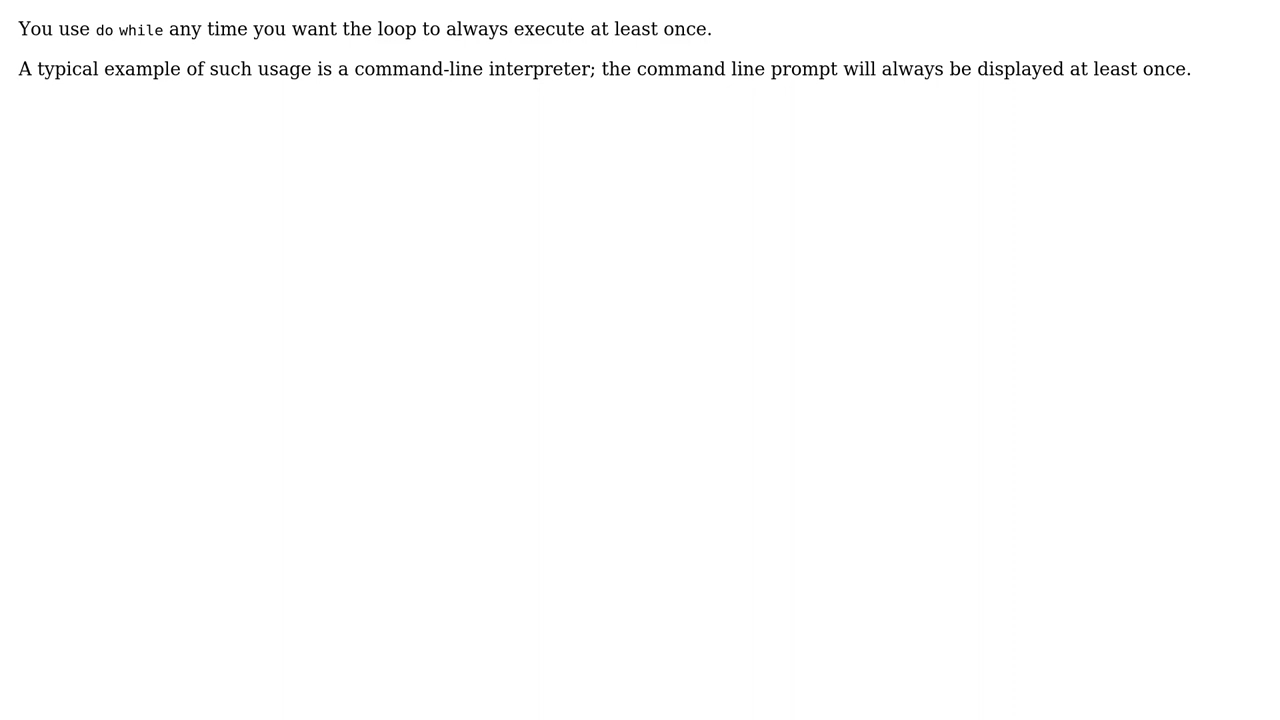 You use do while any time you want the loop to always execute at least once.
A typical example of such usage is a command-line interpreter; the command line prompt will always be displayed at least once.